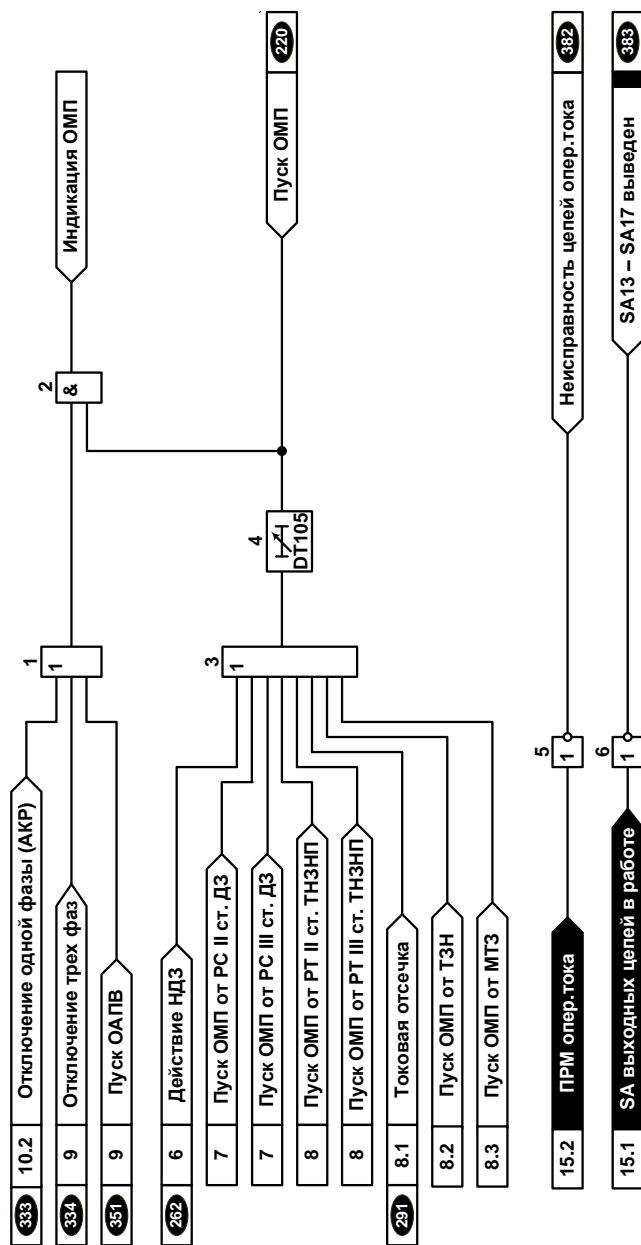 333 10.2 Отключение одной фазы (АКР)
334 9 Отключение трех фаз
351 9 Пуск ОАПВ
1
1
2
&
Индикация ОМП
262 6 Действие НДЗ
7 Пуск ОМП от РС II ст. ДЗ
7 Пуск ОМП от РС III ст. ДЗ
8 Пуск ОМП от РТ II ст. ТНЗНП
8 Пуск ОМП от РТ III ст. ТНЗНП
291 8.1 Токовая отсечка
8.2 Пуск ОМП от ТЗН
8.3 Пуск ОМП от МТЗ
3
1
4
DT105
Пуск ОМП 220
15.2 ПРМ опер.тока
5
1
Неисправность цепей опер.тока 382
15.1 SA выходных цепей в работе
6
1
SA13 – SA17 выведен 383